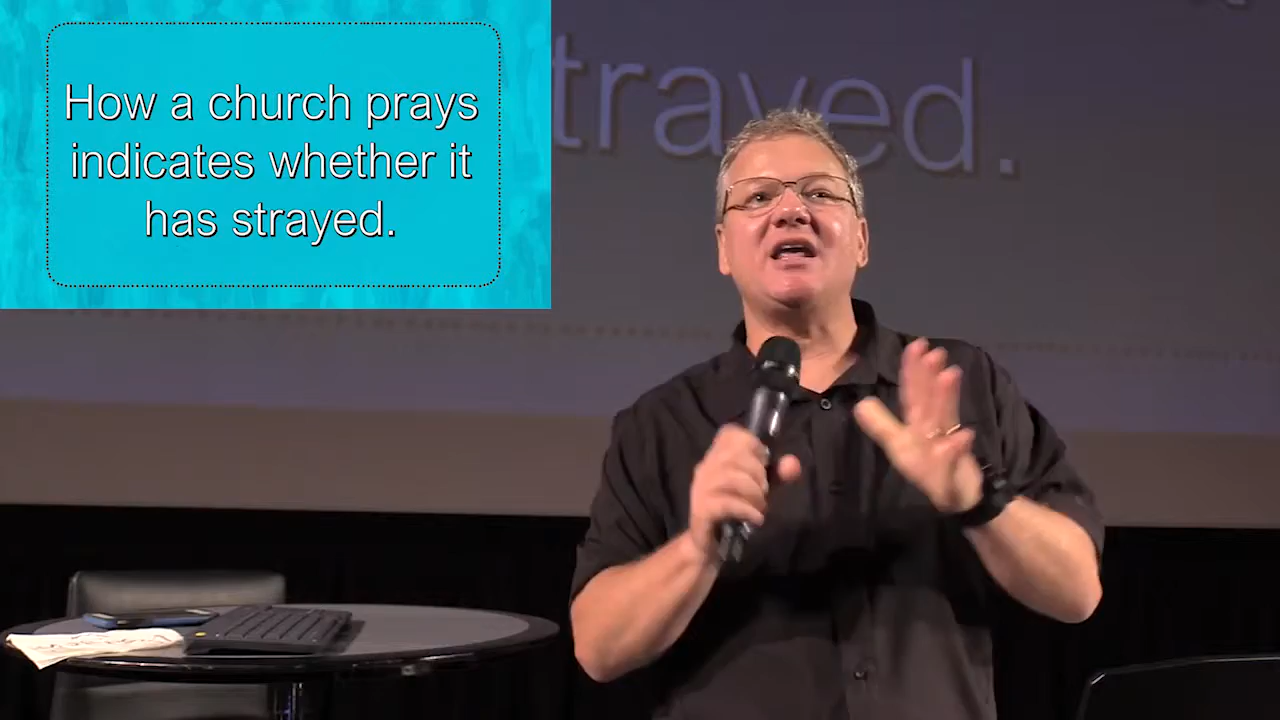 How a church prays
indicates whether it
has strayed.
trayed.